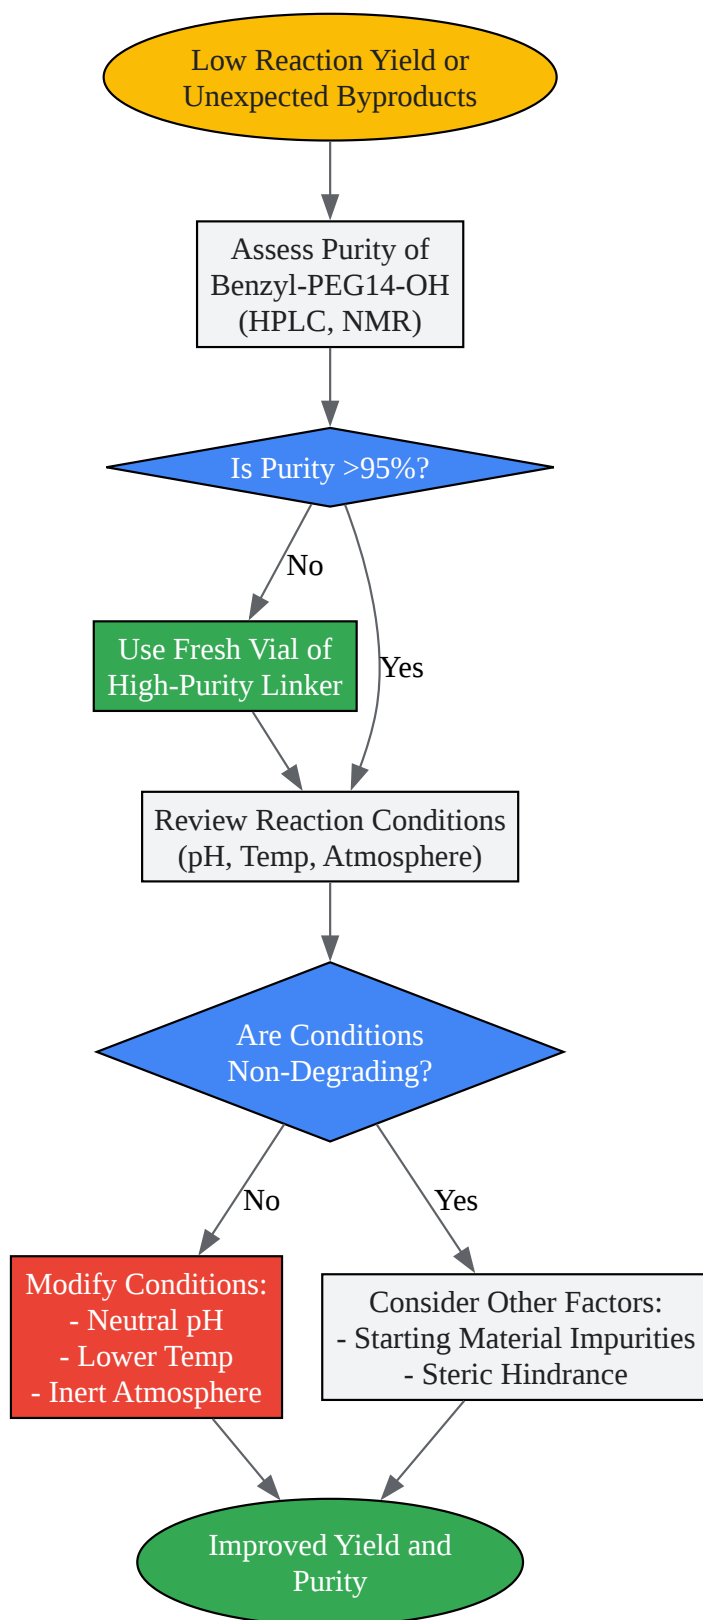 Low Reaction Yield or
Unexpected Byproducts
Assess Purity of
Benzyl-PEG14-OH
(HPLC, NMR)
Is Purity >95%?
No
Use Fresh Vial of
High-Purity Linker
Yes
Review Reaction Conditions
(pH, Temp, Atmosphere)
Are Conditions
Non-Degrading?
No
Yes
Modify Conditions:
- Neutral pH
- Lower Temp
- Inert Atmosphere
Consider Other Factors:
- Starting Material Impurities
- Steric Hindrance
Improved Yield and
Purity